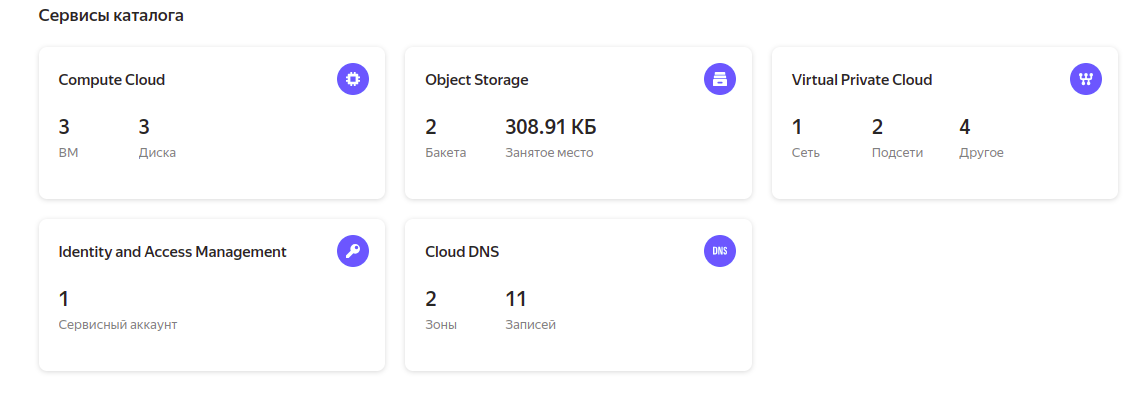 Сервисы каталога
Compute Cloud
3 3
ВМ Диска
Object Storage
2 308.91 КБ
Бакета Занятое место
Virtual Private Cloud
1 2 4
Сеть Подсети Другое
Identity and Access Management
1
Сервисный аккаунт
Cloud DNS
DNS
2 11
Зоны Записей